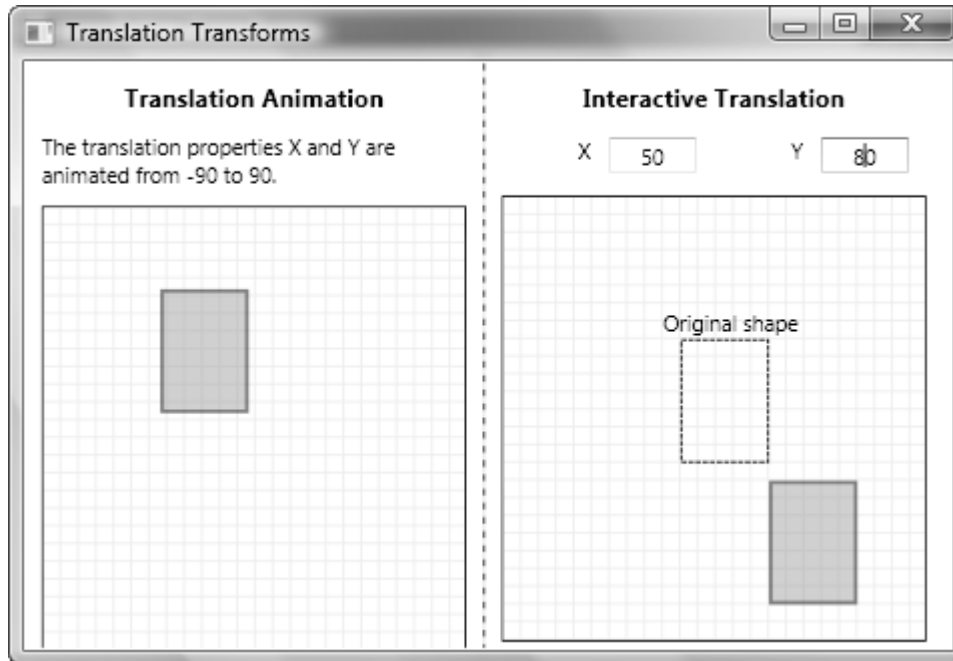 Translation Transforms
Translation Animation
The translation properties X and Y are
animated from -90 to 90.
Interactive Translation
X 50 Y 80
Original shape